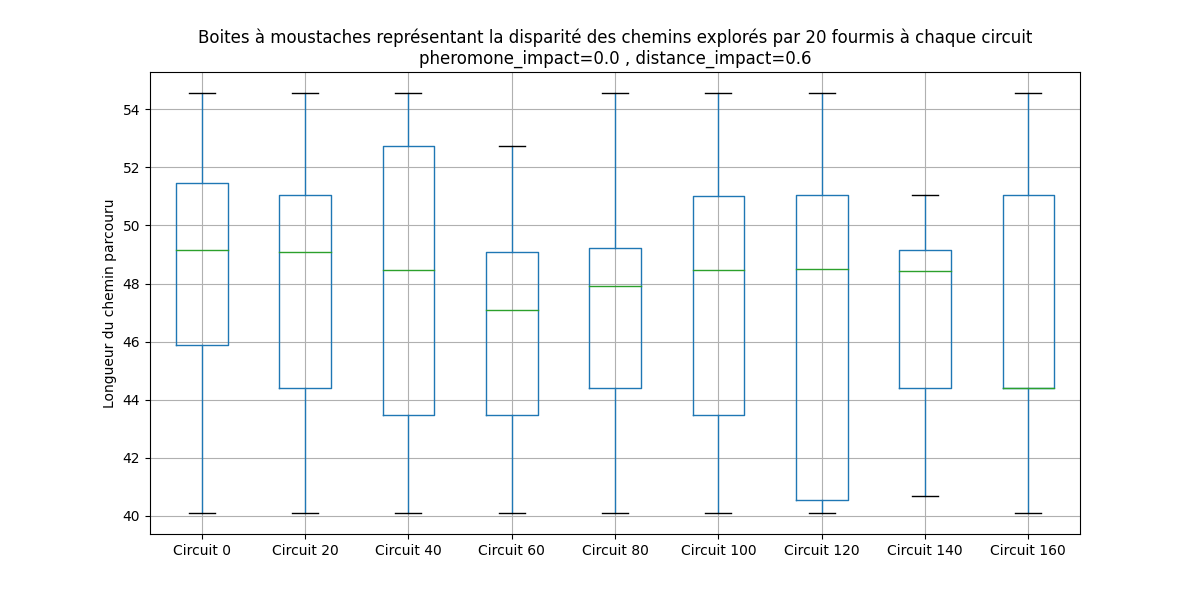 Boites à moustaches représentant la disparité des chemins explorés par 20 fourmis à chaque circuit
pheromone_impact=0.0 , distance_impact=0.6
Longueur du chemin parcouru
54
52
50
48
46
44
42
40
Circuit 0
Circuit 20
Circuit 40
Circuit 60
Circuit 80
Circuit 100
Circuit 120
Circuit 140
Circuit 160